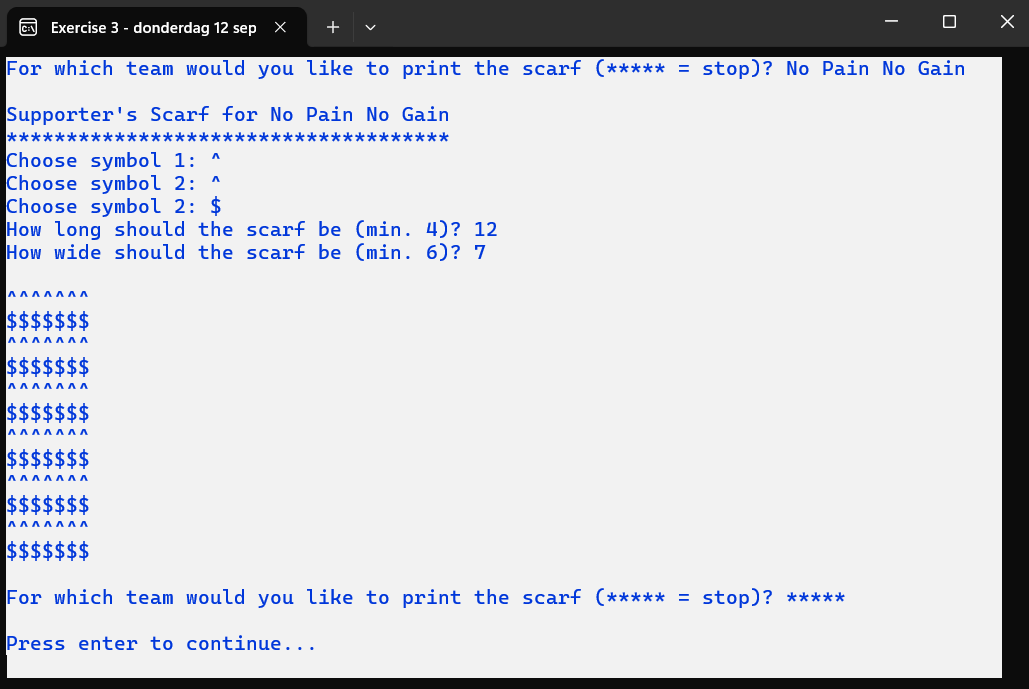 Exercise 3 - donderdag 12 sep
For which team would you like to print the scarf (***** = stop)? No Pain No Gain
Supporter's Scarf for No Pain No Gain
*************************************
Choose symbol 1: ^
Choose symbol 2: ^
Choose symbol 2: $
How long should the scarf be (min. 4)? 12
How wide should the scarf be (min. 6)? 7
^^^^^^^
$$$$$$$
^^^^^^^
$$$$$$$
^^^^^^^
$$$$$$$
^^^^^^^
$$$$$$$
^^^^^^^
$$$$$$$
^^^^^^^
$$$$$$$
For which team would you like to print the scarf (***** = stop)? *****
Press enter to continue...